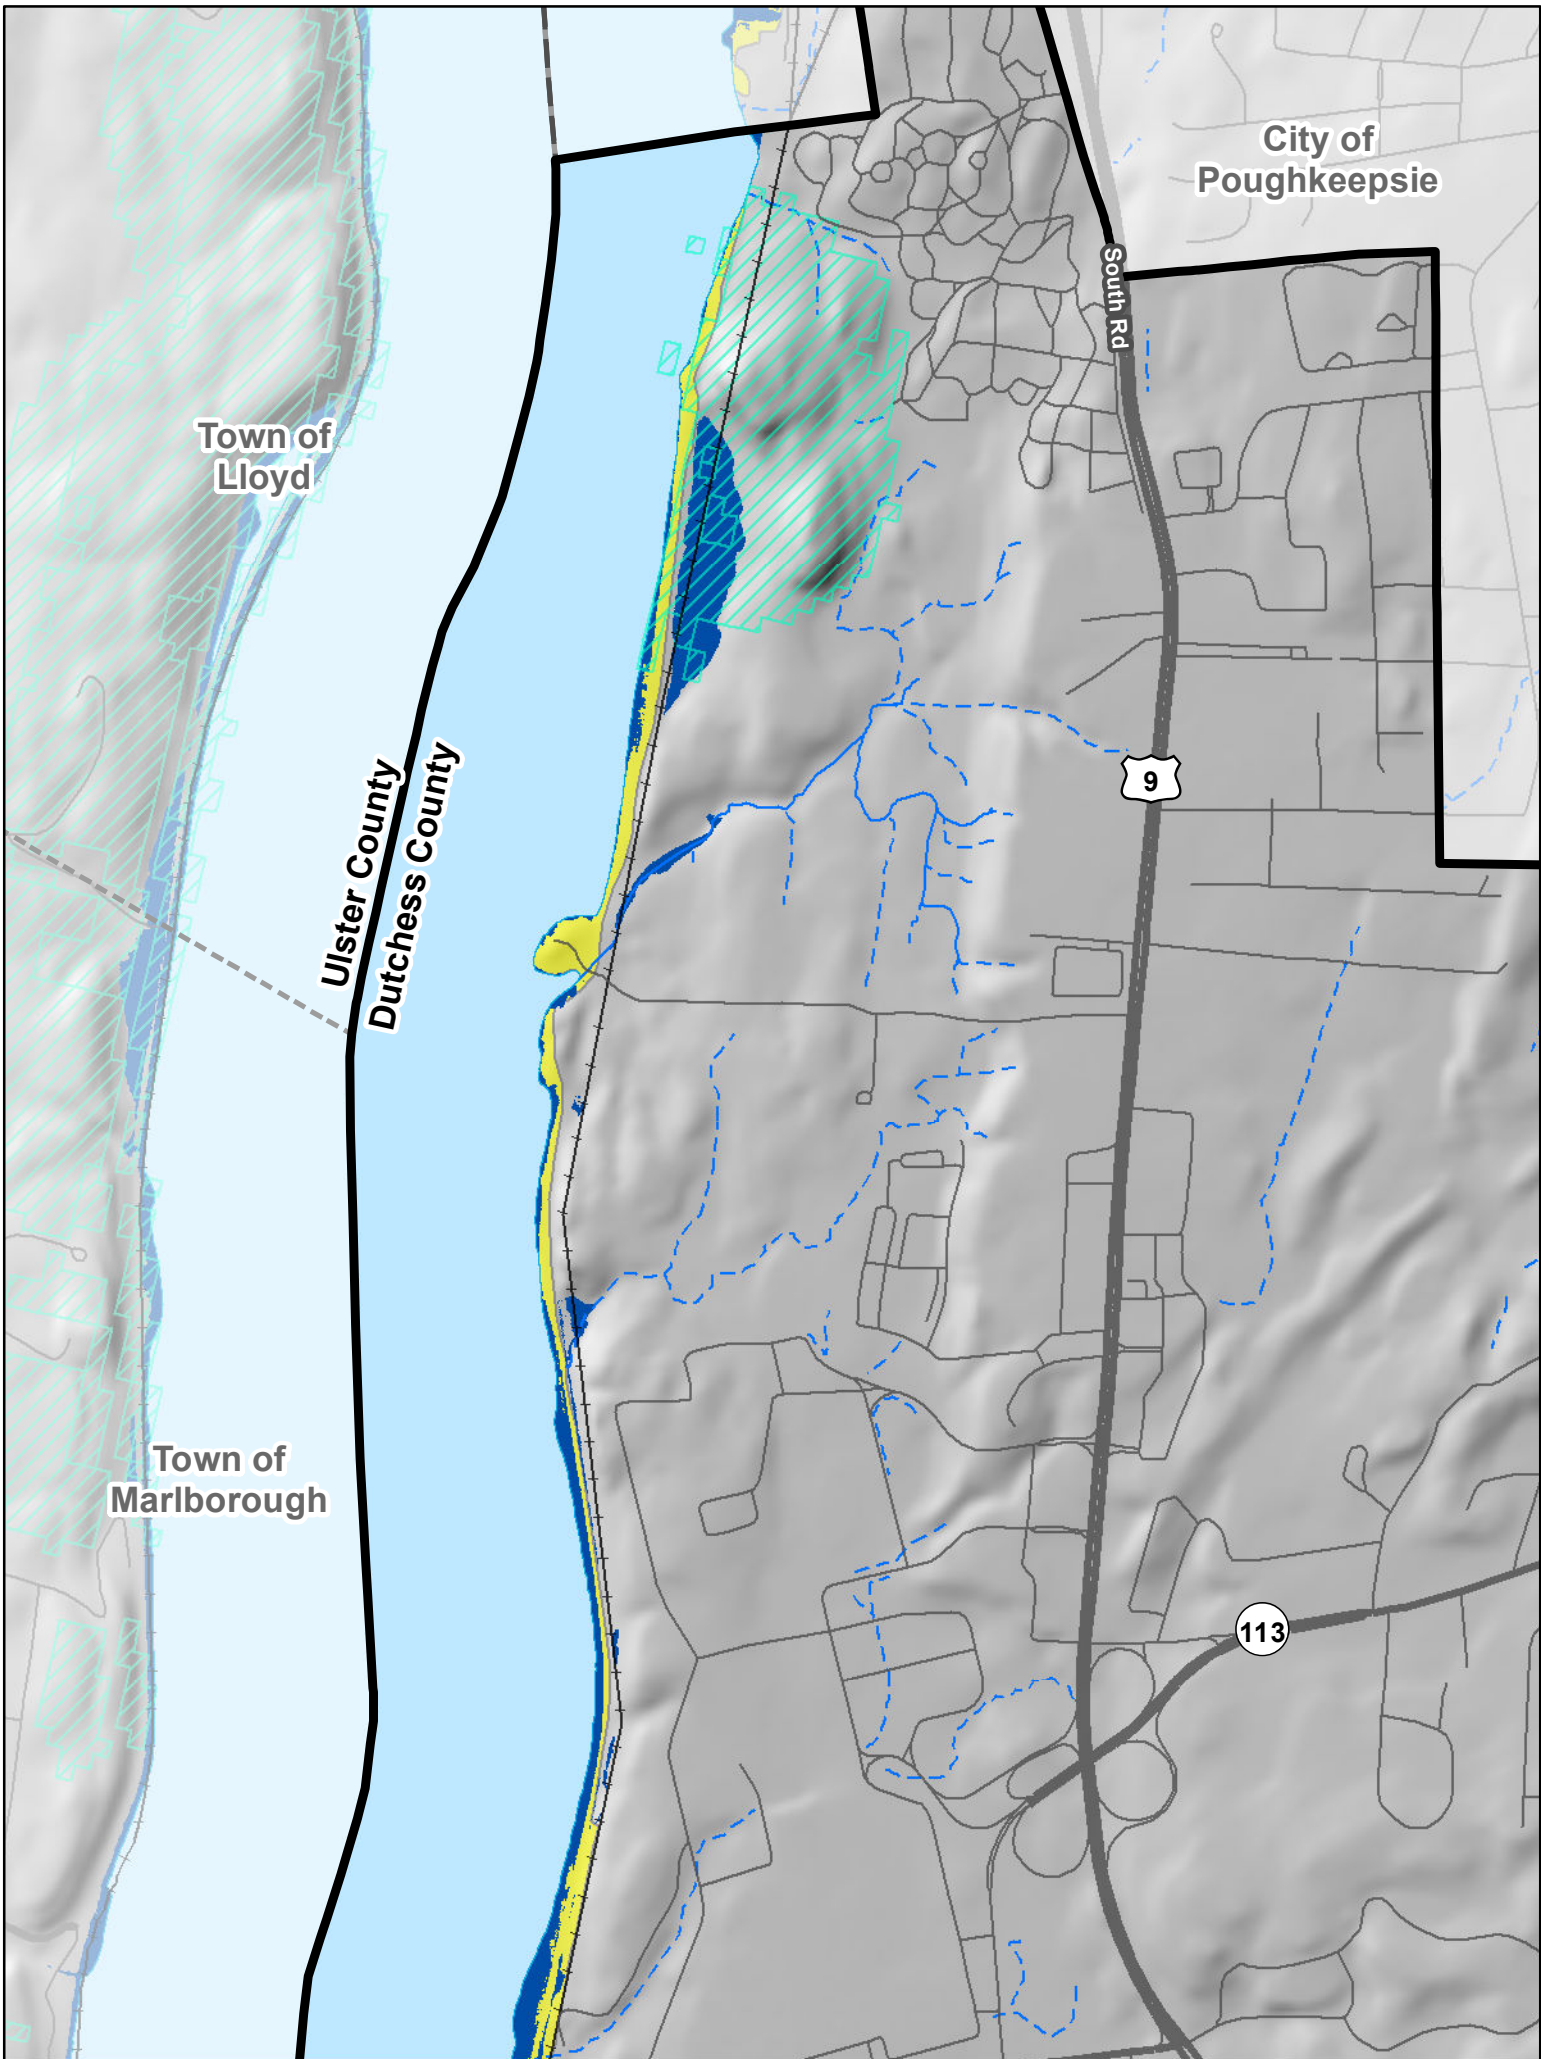 City of
Poughkeepsie
South Rd
Town of
Lloyd
9
Ulster County
Dutchess County
Town of
Marlborough
113